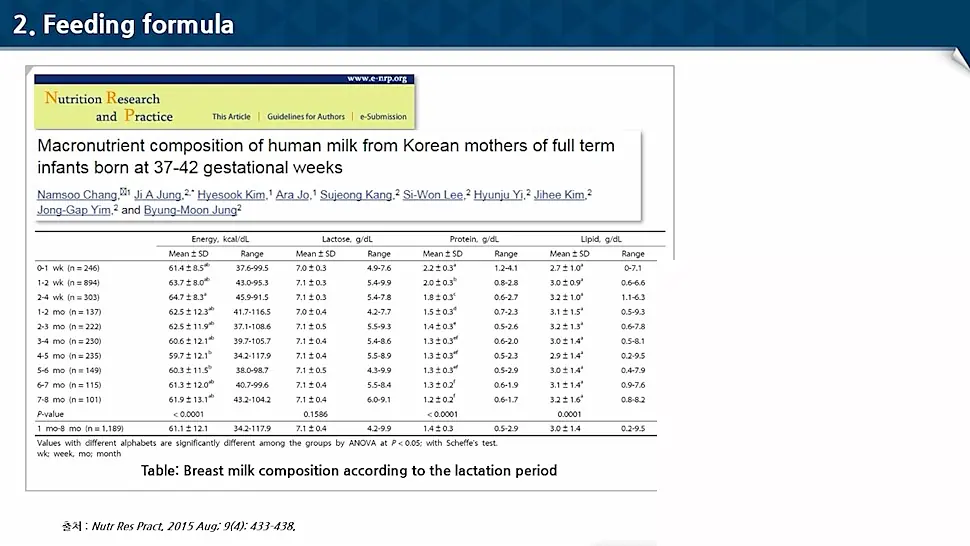 2. Feeding formula
www.e-nrp.org
Nutrition Research
and Practice
This Article | Guidelines for Authors | e-Submission
Macronutrient composition of human milk from Korean mothers of full term
infants born at 37-42 gestational weeks
Namsoo Chang,✉1 Ji A Jung,2,* Hyesook Kim,1 Ara Jo,1 Sujeong Kang,2 Si-Won Lee,2 Hyunju Yi,2 Jihee Kim,2
Jong-Gap Yim,2 and Byung-Moon Jung2
Energy, kcal/dL Lactose, g/dL Protein, g/dL Lipid, g/dL
Mean ± SD Range Mean ± SD Range Mean ± SD Range Mean ± SD Range
0-1 wk (n = 246) 61.4 ± 8.5ab 37.6-99.5 7.0 ± 0.3 4.9-7.6 2.2 ± 0.3a 1.2-4.1 2.7 ± 1.0a 0-7.1
1-2 wk (n = 894) 63.7 ± 8.0ab 43.0-95.3 7.1 ± 0.3 5.4-9.9 2.0 ± 0.3b 0.8-2.8 3.0 ± 0.9a 0.6-6.6
2-4 wk (n = 303) 64.7 ± 8.3a 45.9-91.5 7.1 ± 0.3 5.4-7.8 1.8 ± 0.3c 0.6-2.7 3.2 ± 1.0a 1.1-6.3
1-2 mo (n = 137) 62.5 ± 12.3ab 41.7-116.5 7.0 ± 0.4 4.2-7.7 1.5 ± 0.3d 0.7-2.3 3.1 ± 1.5a 0.5-9.3
2-3 mo (n = 222) 62.5 ± 11.9ab 37.1-108.6 7.1 ± 0.5 5.5-9.3 1.4 ± 0.3e 0.5-2.6 3.2 ± 1.3a 0.6-7.8
3-4 mo (n = 230) 60.6 ± 12.1ab 39.7-105.7 7.1 ± 0.4 5.4-8.6 1.3 ± 0.3ef 0.6-2.0 3.0 ± 1.4a 0.5-8.1
4-5 mo (n = 235) 59.7 ± 12.1b 34.2-117.9 7.1 ± 0.4 5.5-8.9 1.3 ± 0.3ef 0.5-2.3 2.9 ± 1.4a 0.2-9.5
5-6 mo (n = 149) 60.3 ± 11.5b 38.0-98.7 7.1 ± 0.5 4.3-9.9 1.3 ± 0.3ef 0.5-2.9 3.0 ± 1.4a 0.4-7.9
6-7 mo (n = 115) 61.3 ± 12.0ab 40.7-99.6 7.1 ± 0.4 5.5-8.4 1.3 ± 0.2f 0.6-1.9 3.1 ± 1.4a 0.9-7.6
7-8 mo (n = 101) 61.9 ± 13.1ab 43.2-104.2 7.1 ± 0.4 6.0-9.1 1.2 ± 0.2f 0.6-1.7 3.2 ± 1.6a 0.8-8.2
P-value < 0.0001 0.1586 < 0.0001 0.0001
1 mo-8 mo (n = 1,189) 61.1 ± 12.1 34.2-117.9 7.1 ± 0.4 4.2-9.9 1.4 ± 0.3 0.5-2.9 3.0 ± 1.4 0.2-9.5
Values with different alphabets are significantly different among the groups by ANOVA at P < 0.05; with Scheffe's test.
wk; week, mo; month
Table: Breast milk composition according to the lactation period
출처 : Nutr Res Pract. 2015 Aug; 9(4): 433-438.